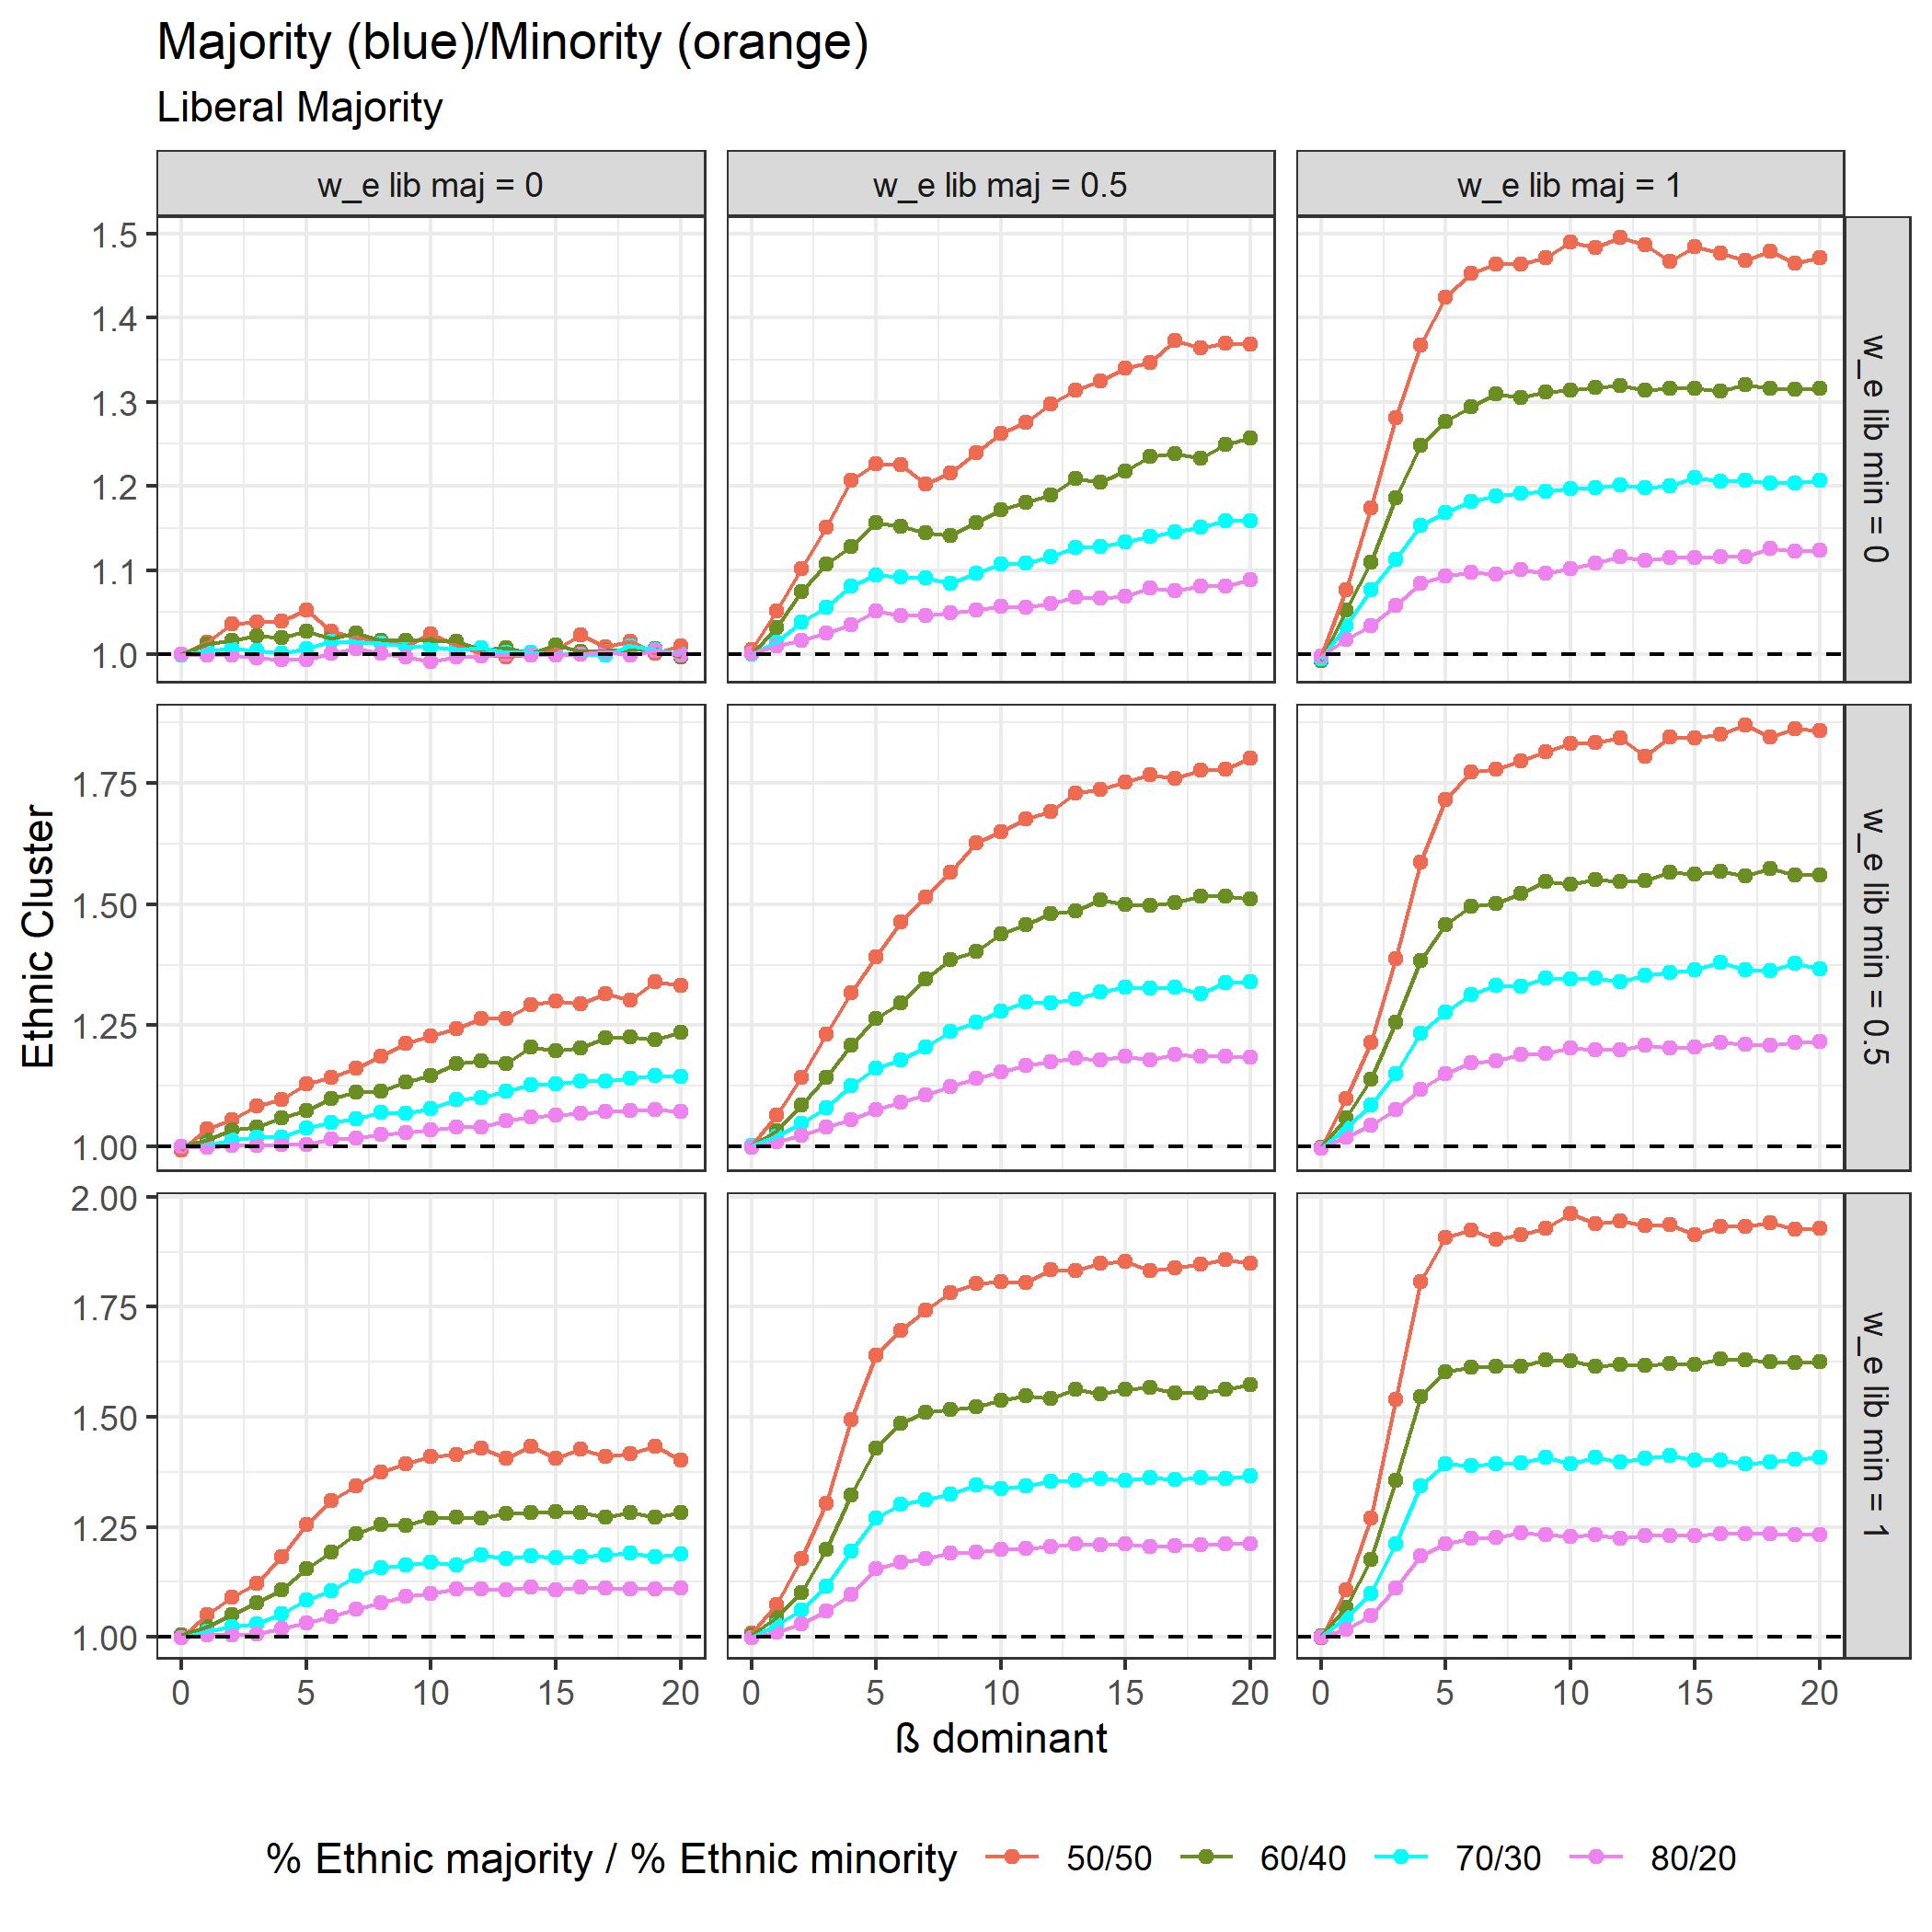 Majority (blue)/Minority (orange)
Liberal Majority
w_e lib maj = 0
w_e lib maj = 0.5
w_e lib maj = 1
1.5
1.4
1.3
1.2
1.1
1.0
w_e lib min = 0
1.75
1.50
1.25
1.00
w_e lib min = 0.5
2.00
1.75
1.50
1.25
1.00
w_e lib min = 1
Ethnic Cluster
0 5 10 15 20 0 5 10 15 20 0 5 10 15 20
ß dominant
% Ethnic majority / % Ethnic minority 50/50 60/40 70/30 80/20